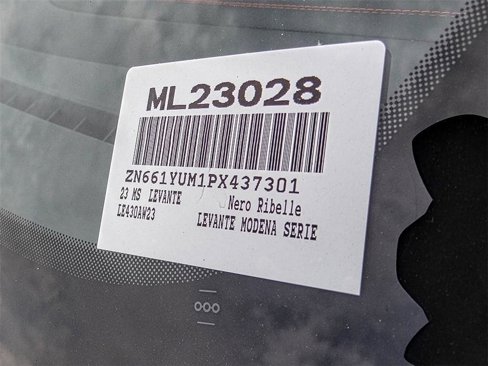 ML23028
ZN661YUM1PX437301
23 MS LEVANTE Nero Ribelle
LE430AW23 LEVANTE MODENA SERIE